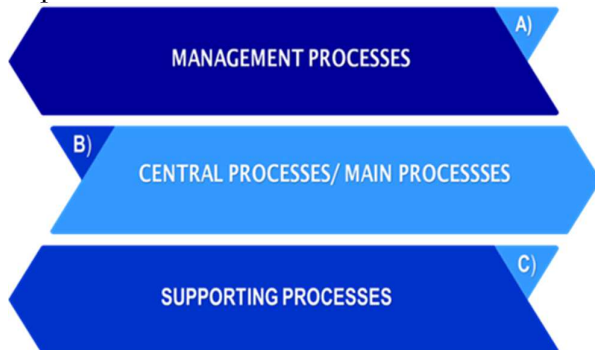 A)
MANAGEMENT PROCESSES
B)
CENTRAL PROCESSES/ MAIN PROCESSSES
C)
SUPPORTING PROCESSES